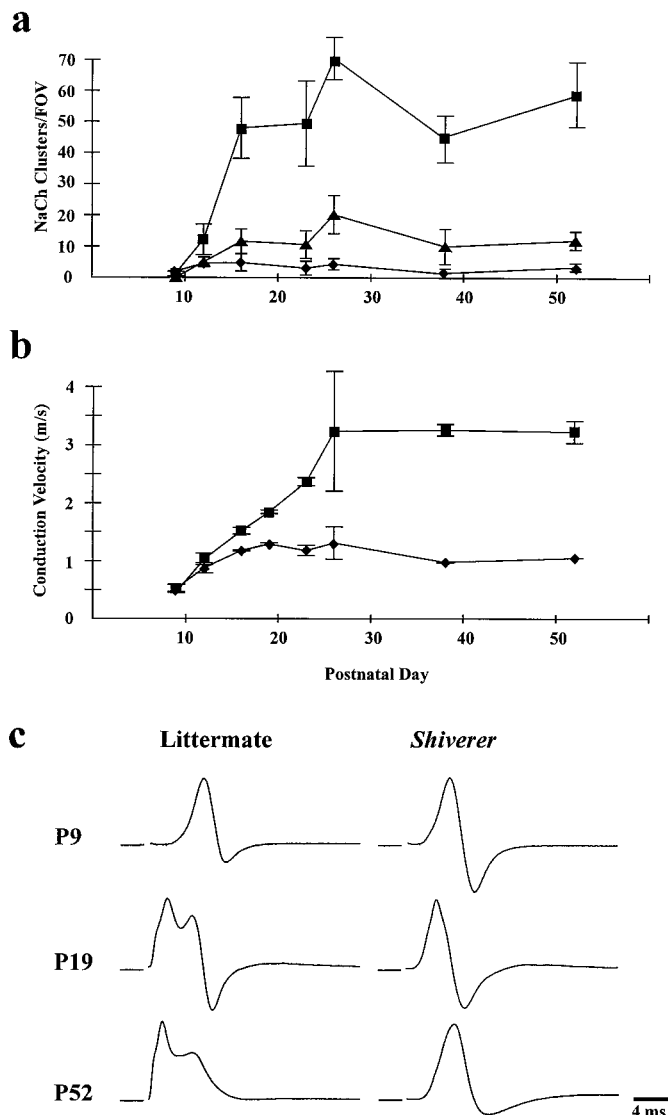 a
NaCh Clusters/FOV
70
60
50
40
30
20
10
0
10 20 30 40 50
b
Conduction Velocity (m/s)
4
3
2
1
0
10 20 30 40 50
Postnatal Day
c
Littermate Shiverer
P9
P19
P52
4 ms